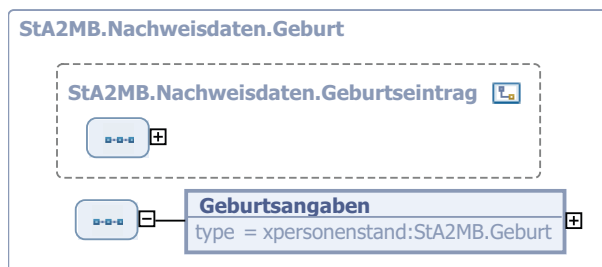 StA2MB.Nachweisdaten.Geburt
StA2MB.Nachweisdaten.Geburtseintrag
Geburtsangaben
type = xpersonenstand:StA2MB.Geburt